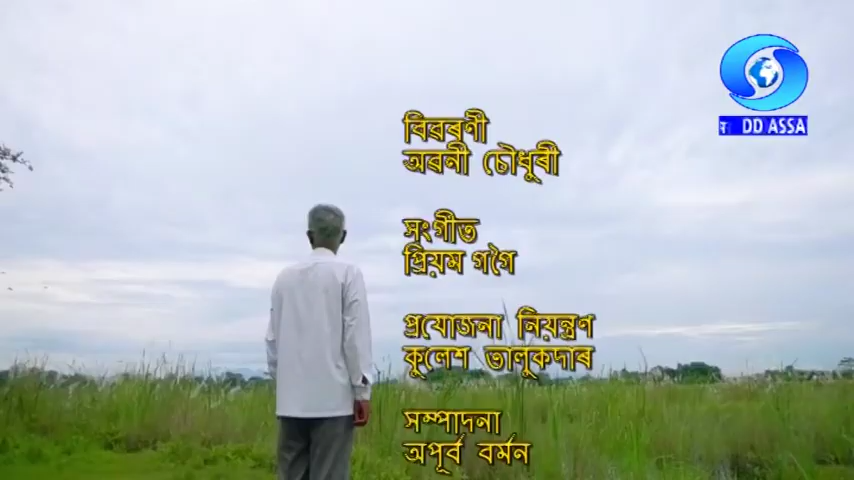 বিৱৰণী
অৱনী চৌধুৰী
সংগীত
প্ৰিয়ম গগৈ
প্ৰযোজনা নিয়ন্ত্ৰণ
কুলেশ তালুকদাৰ
সম্পাদনা
অপূৰ্ব বৰ্মন
DD ASSA